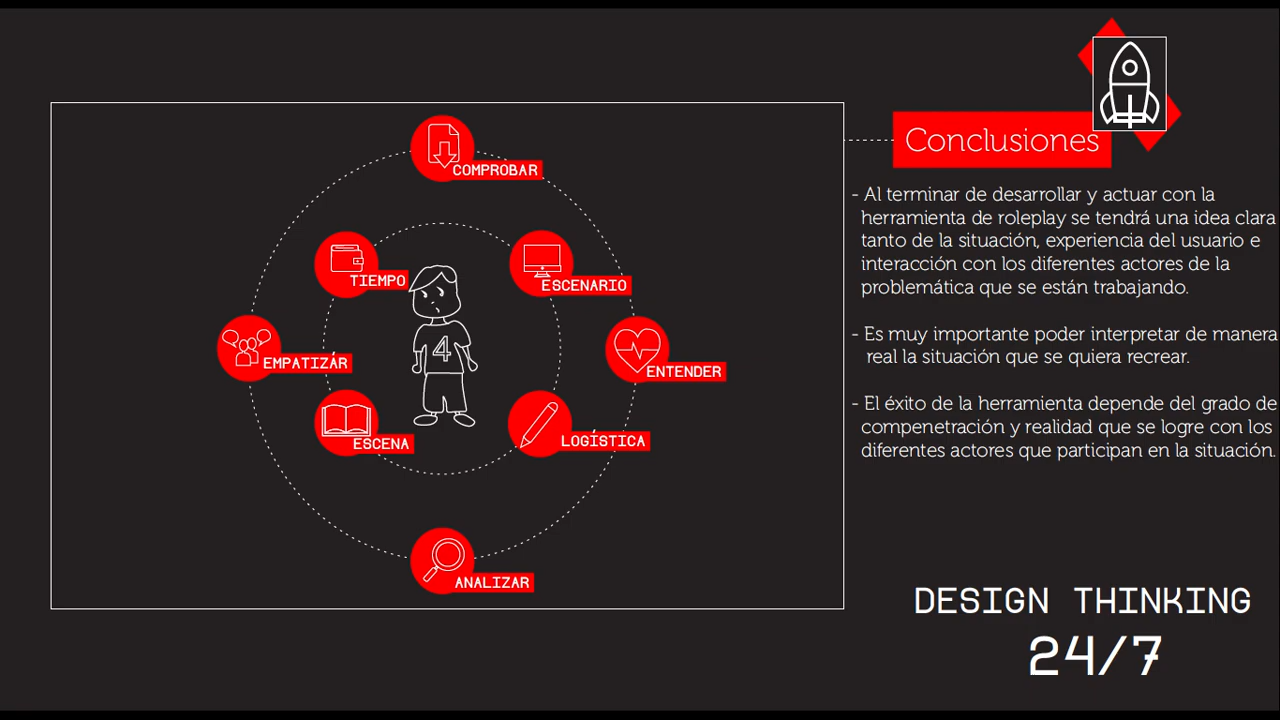 COMPROBAR
TIEMPO
ESCENARIO
4
EMPATIZAR
ENTENDER
ESCENA
LOGÍSTICA
ANALIZAR
Conclusiones
- Al terminar de desarrollar y actuar con la
herramienta de roleplay se tendrá una idea clara
tanto de la situación, experiencia del usuario e
interacción con los diferentes actores de la
problemática que se están trabajando.
- Es muy importante poder interpretar de manera
real la situación que se quiera recrear.
- El éxito de la herramienta depende del grado de
compenetración y realidad que se logre con los
diferentes actores que participan en la situación.
DESIGN THINKING
24/7